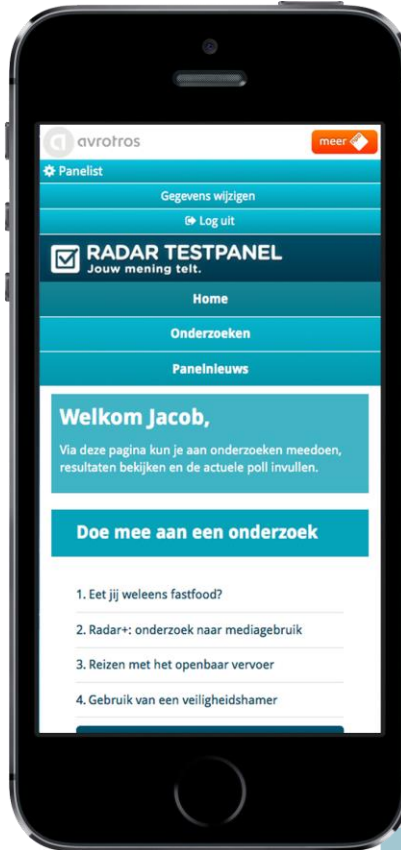 avrotros
meer
Panelist
Gegevens wijzigen
Log uit
RADAR TESTPANEL
Jouw mening telt.
Home
Onderzoeken
Panelnieuws
Welkom Jacob,
Via deze pagina kun je aan onderzoeken meedoen,
resultaten bekijken en de actuele poll invullen.
Doe mee aan een onderzoek
1. Eet jij weleens fastfood?
2. Radar+: onderzoek naar mediagebruik
3. Reizen met het openbaar vervoer
4. Gebruik van een veiligheidshamer